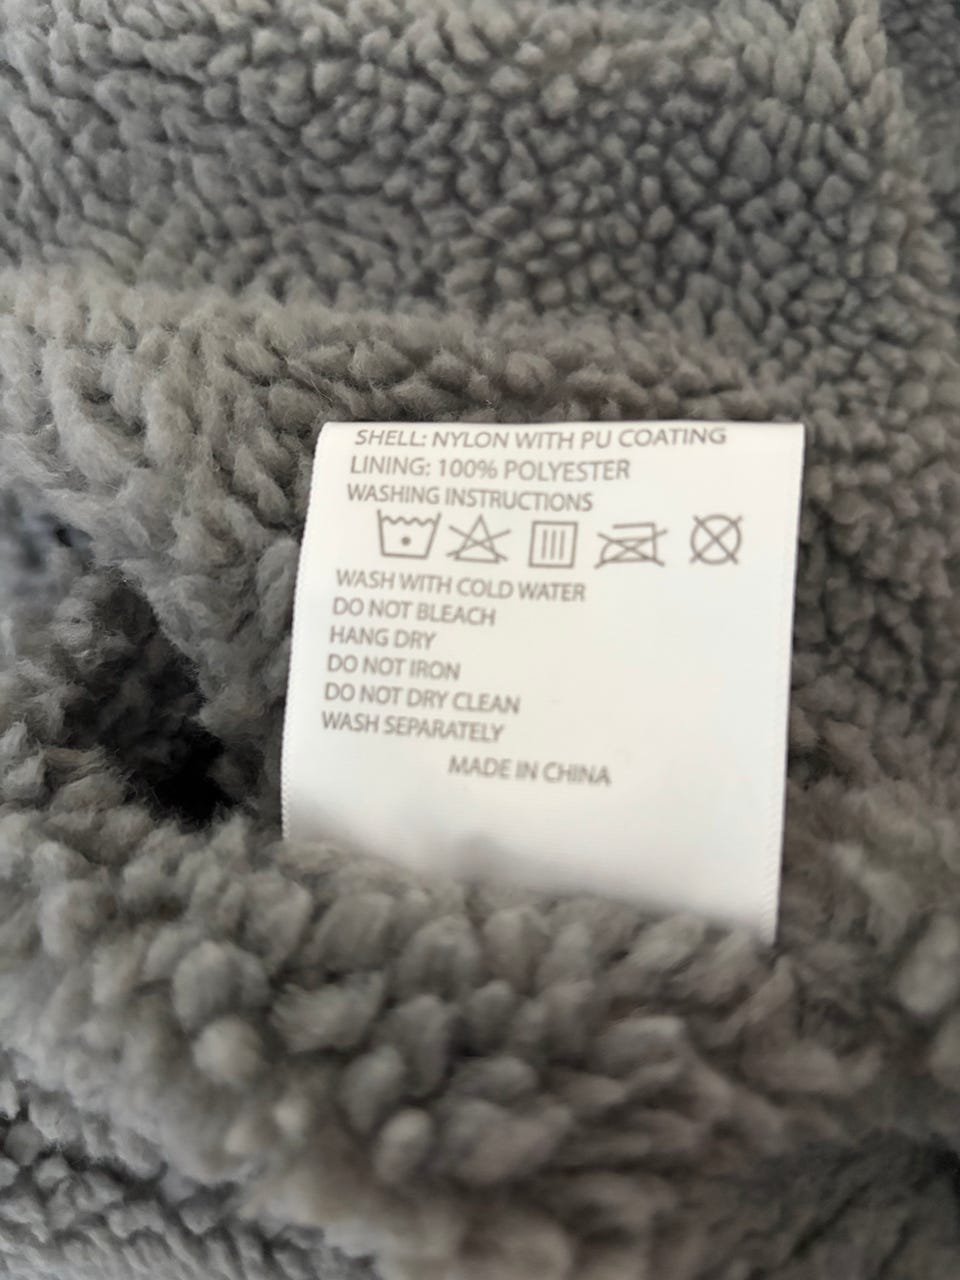 SHELL: NYLON WITH PU COATING
LINING: 100% POLYESTER
WASHING INSTRUCTIONS
WASH WITH COLD WATER
DO NOT BLEACH
HANG DRY
DO NOT IRON
DO NOT DRY CLEAN
WASH SEPARATELY
MADE IN CHINA